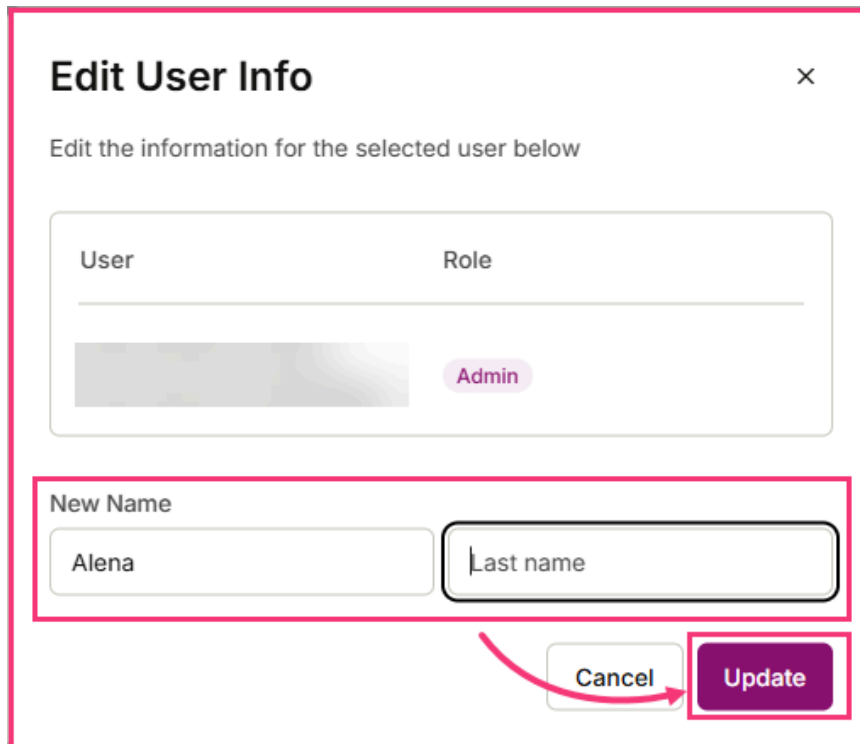 Edit User Info
Edit the information for the selected user below
User Role
Admin
New Name
Alena Last name
Cancel Update